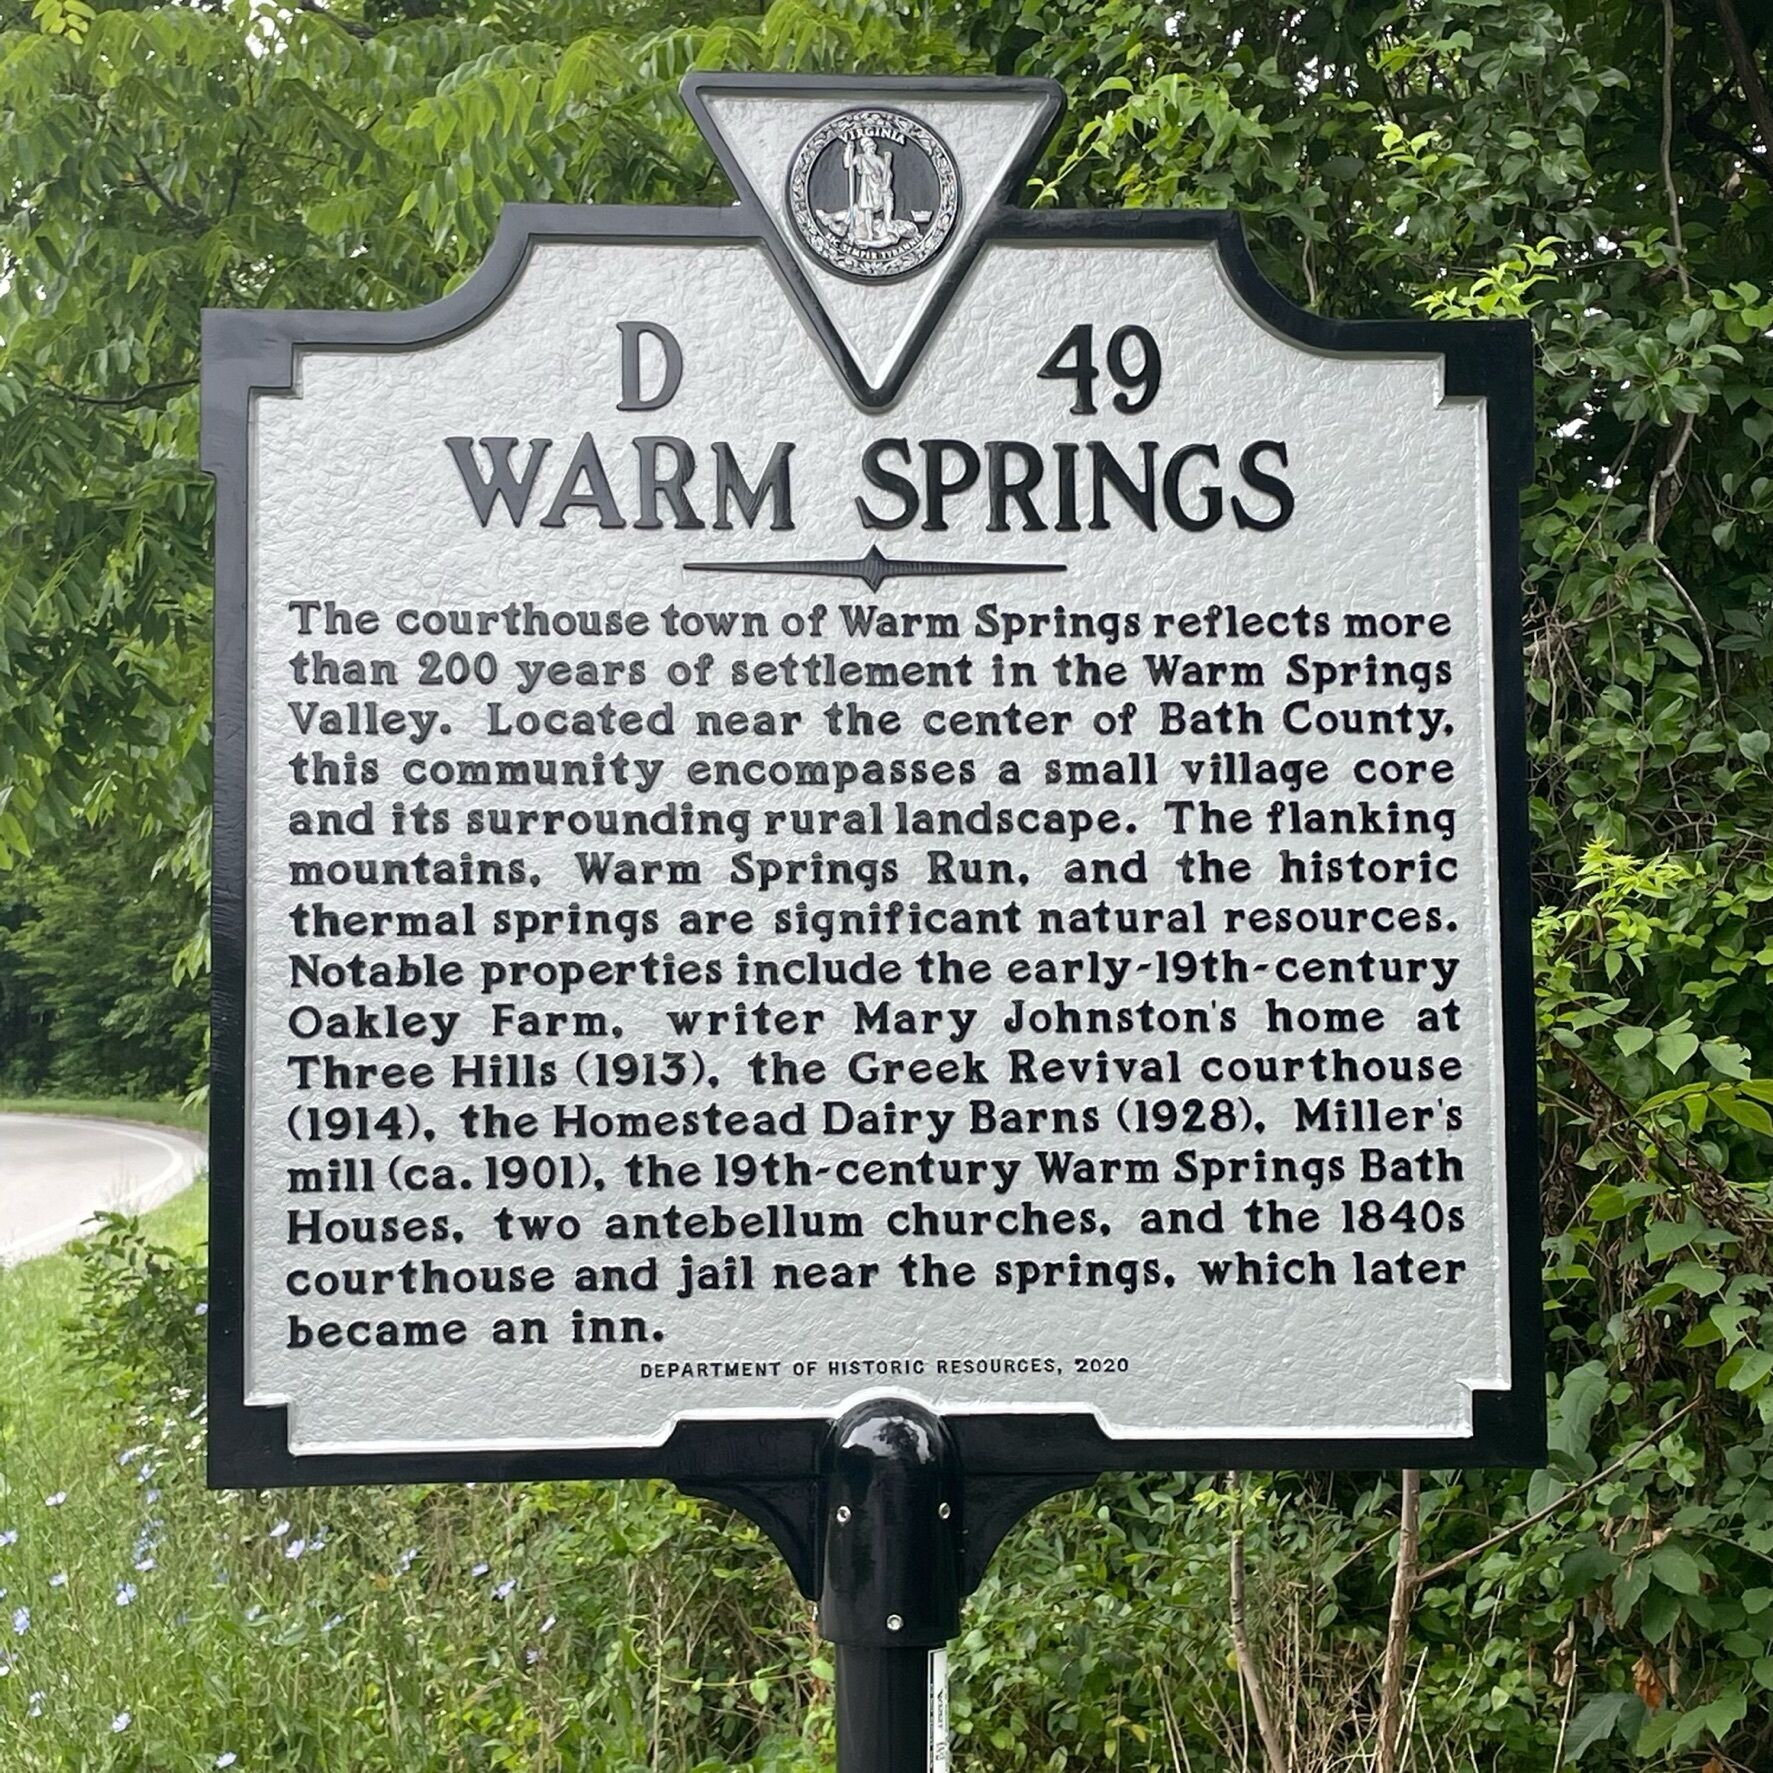 VIRGINIA
SIC SEMPER TYRANNIS
D 49
WARM SPRINGS
The courthouse town of Warm Springs reflects more
than 200 years of settlement in the Warm Springs
Valley. Located near the center of Bath County,
this community encompasses a small village core
and its surrounding rural landscape. The flanking
mountains, Warm Springs Run, and the historic
thermal springs are significant natural resources.
Notable properties include the early-19th-century
Oakley Farm, writer Mary Johnston's home at
Three Hills (1913), the Greek Revival courthouse
(1914), the Homestead Dairy Barns (1928), Miller's
mill (ca. 1901), the 19th-century Warm Springs Bath
Houses, two antebellum churches, and the 1840s
courthouse and jail near the springs, which later
became an inn.
DEPARTMENT OF HISTORIC RESOURCES, 2020